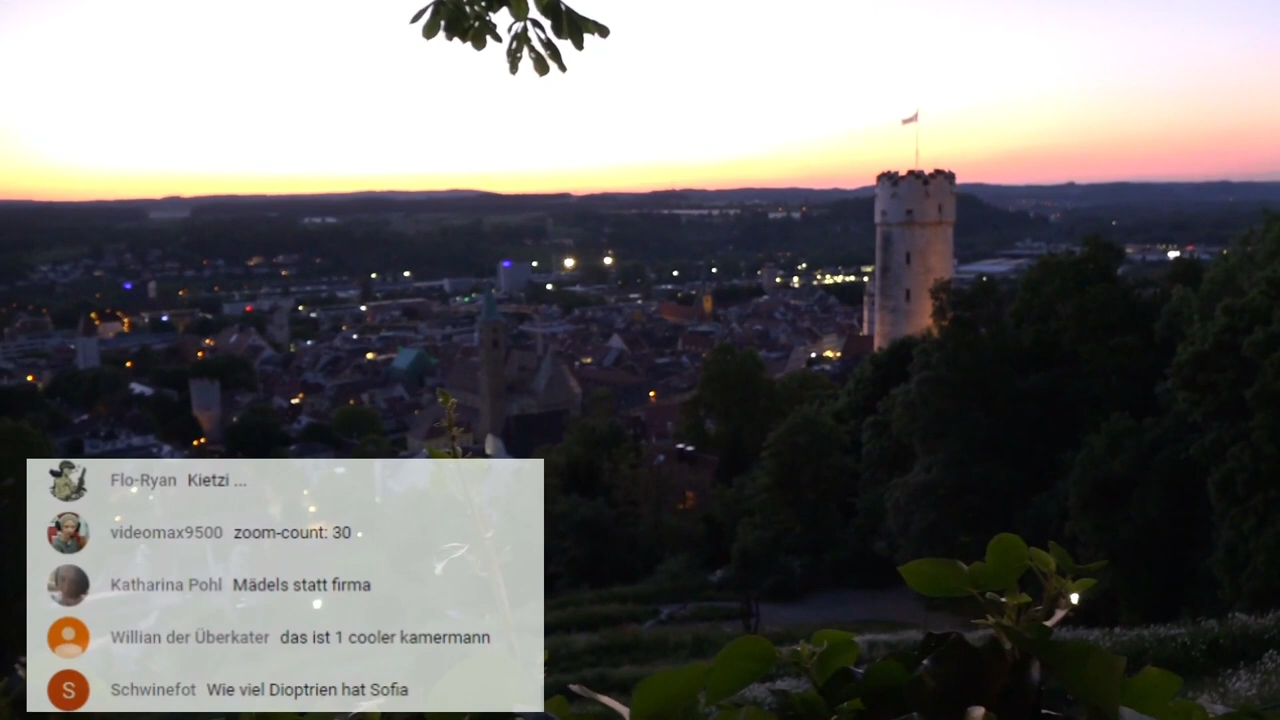 Flo-Ryan Kietzi ...
videomax9500 zoom-count: 30
Katharina Pohl Mädels statt firma
Willian der Überkater das ist 1 cooler kamermann
S Schwinefot Wie viel Dioptrien hat Sofia